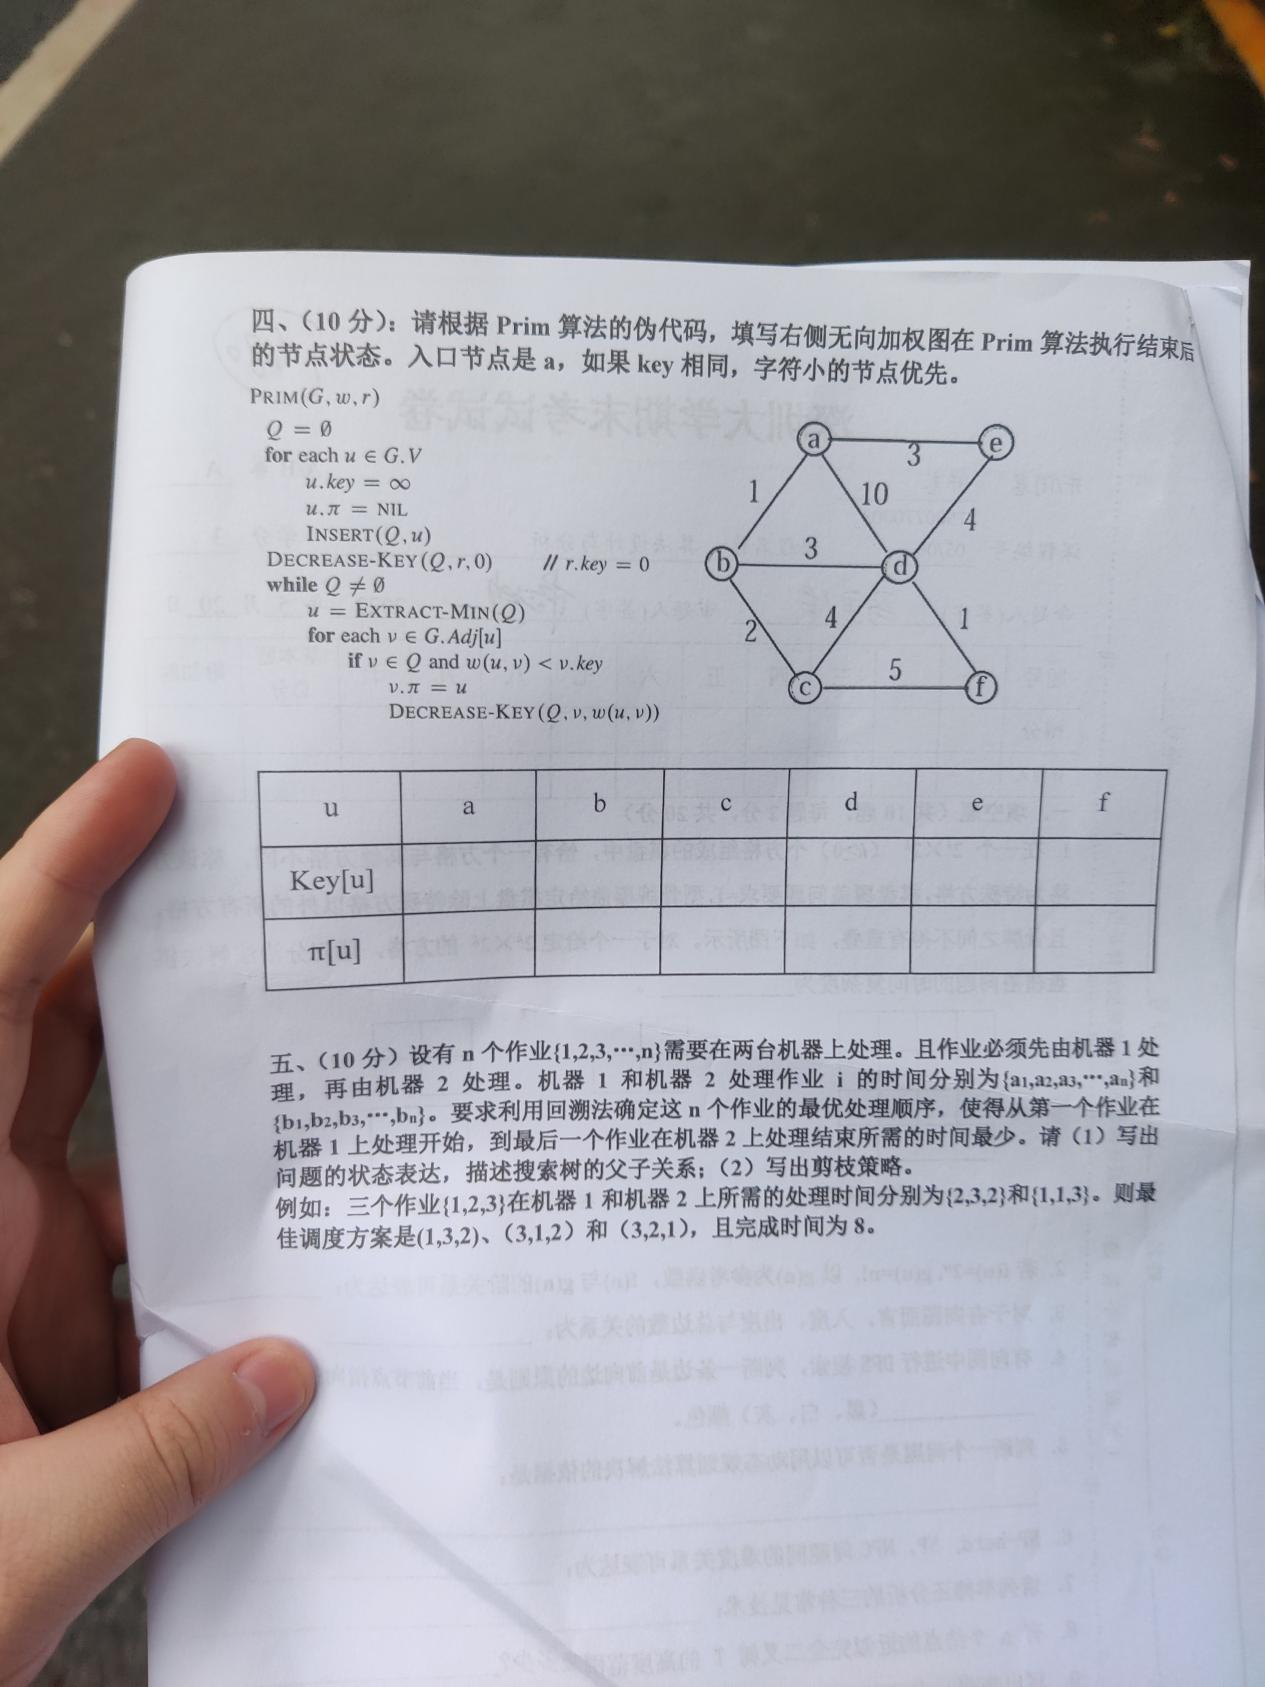 四、（10 分）：请根据 Prim 算法的伪代码，填写右侧无向加权图在 Prim 算法执行结束后
的节点状态。入口节点是 a，如果 key 相同，字符小的节点优先。
PRIM(G, w, r)
Q = ∅
for each u ∈ G.V
u.key = ∞
u.π = NIL
INSERT(Q, u)
DECREASE-KEY(Q, r, 0) // r.key = 0
while Q ≠ ∅
u = EXTRACT-MIN(Q)
for each v ∈ G.Adj[u]
if v ∈ Q and w(u, v) < v.key
v.π = u
DECREASE-KEY(Q, v, w(u, v))
a 3 e
1 10 4
b 3 d
2 4 1
c 5 f
u a b c d e f
Key[u]
π[u]
五、（10 分）设有 n 个作业{1,2,3,…,n}需要在两台机器上处理。且作业必须先由机器 1 处
理，再由机器 2 处理。机器 1 和机器 2 处理作业 i 的时间分别为{a1,a2,a3,…,an}和
{b1,b2,b3,…,bn}。要求利用回溯法确定这 n 个作业的最优处理顺序，使得从第一个作业在
机器 1 上处理开始，到最后一个作业在机器 2 上处理结束所需的时间最少。请（1）写出
问题的状态表达，描述搜索树的父子关系；（2）写出剪枝策略。
例如：三个作业{1,2,3}在机器 1 和机器 2 上所需的处理时间分别为{2,3,2}和{1,1,3}。则最
佳调度方案是(1,3,2)、（3,1,2）和（3,2,1），且完成时间为 8。